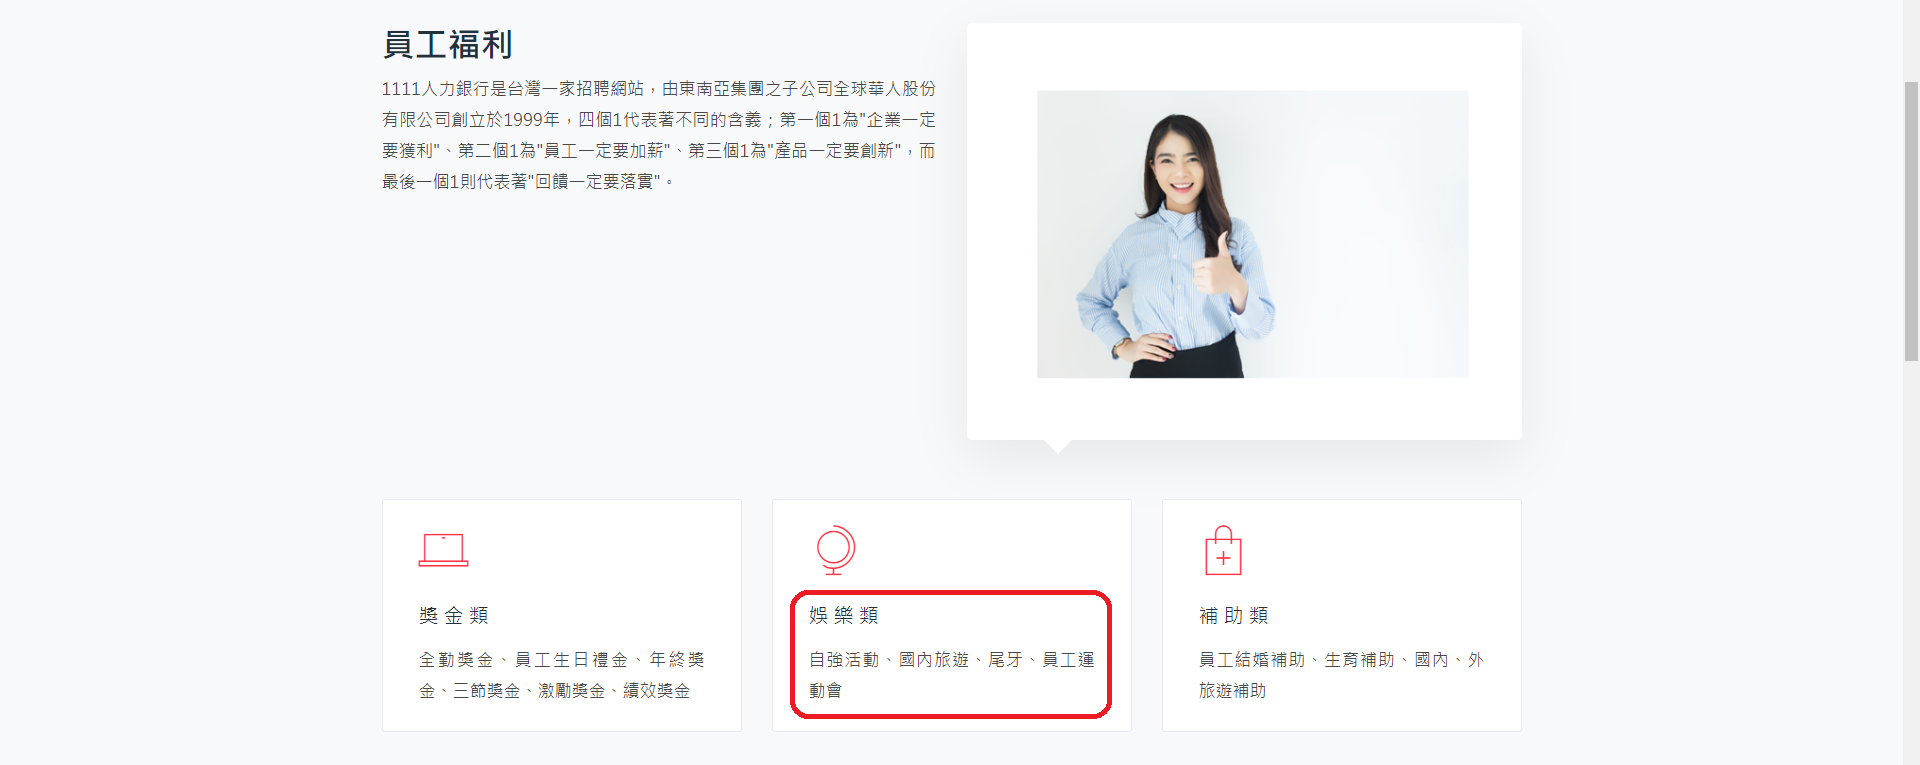 員工福利
1111人力銀行是台灣一家招聘網站，由東南亞集團之子公司全球華人股份
有限公司創立於1999年，四個1代表著不同的含義；第一個1為"企業一定
要獲利"、第二個1為"員工一定要加薪"、第三個1為"產品一定要創新"，而
最後一個1則代表著"回饋一定要落實"。
獎金類
全勤獎金、員工生日禮金、年終獎
金、三節獎金、激勵獎金、績效獎金
娛樂類
自強活動、國內旅遊、尾牙、員工運
動會
補助類
員工結婚補助、生育補助、國內、外
旅遊補助